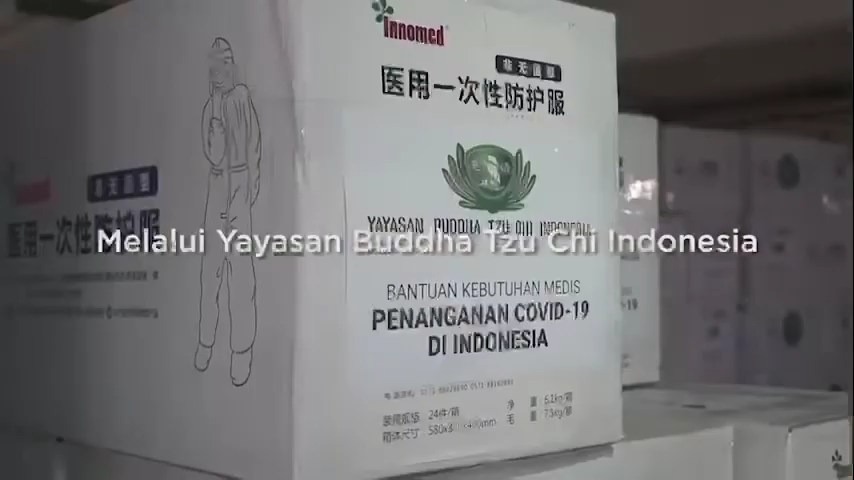 Innomed
非无菌型
医用一次性防护服
YAYASAN BUDDHA TZU CHI INDONESIA
Melalui Yayasan Buddha Tzu Chi Indonesia
BANTUAN KEBUTUHAN MEDIS
PENANGANAN COVID-19
DI INDONESIA
装箱规格 24件/箱
箱体尺寸
净 重
毛 重
Innomed
非无菌型
医用一次性防护服